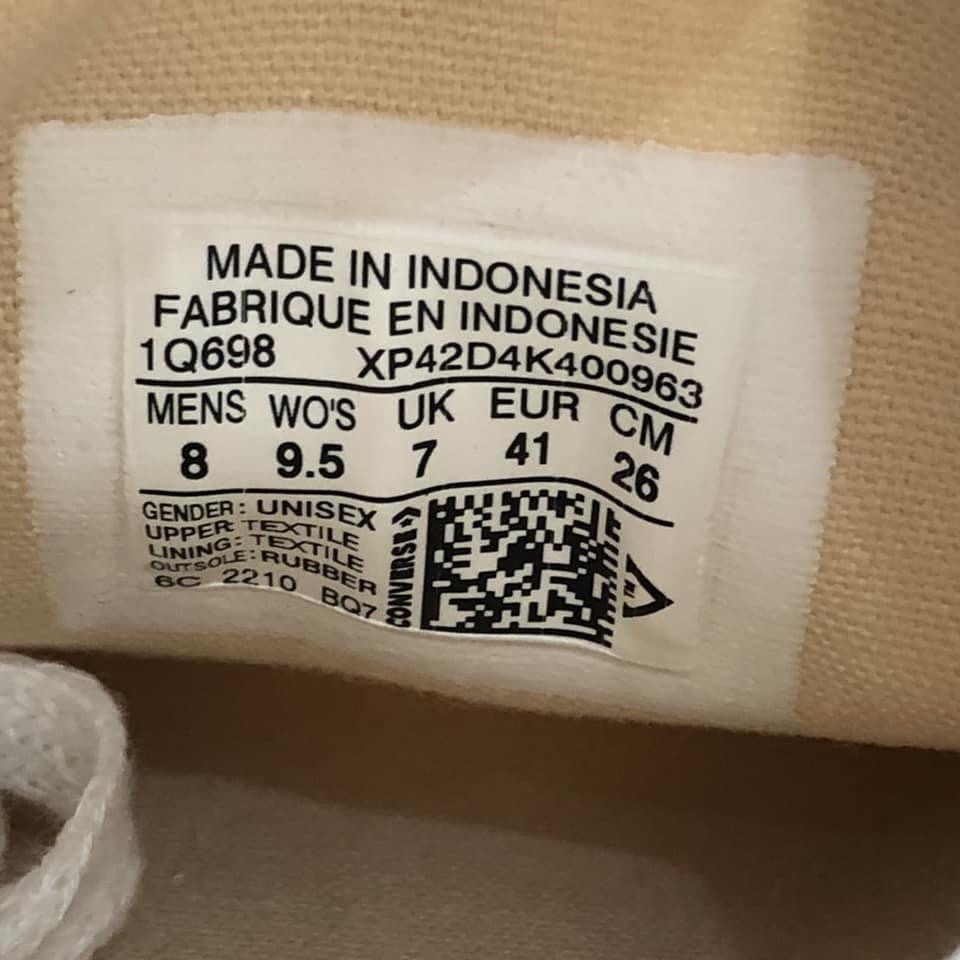 MADE IN INDONESIA
FABRIQUE EN INDONESIE
1Q698 XP42D4K400963
MENS WO'S UK EUR CM
8 9.5 7 41 26
GENDER: UNISEX
UPPER: TEXTILE
LINING: TEXTILE
OUTSOLE: RUBBER
6C 2210 BQ7
CONVERSE
TM